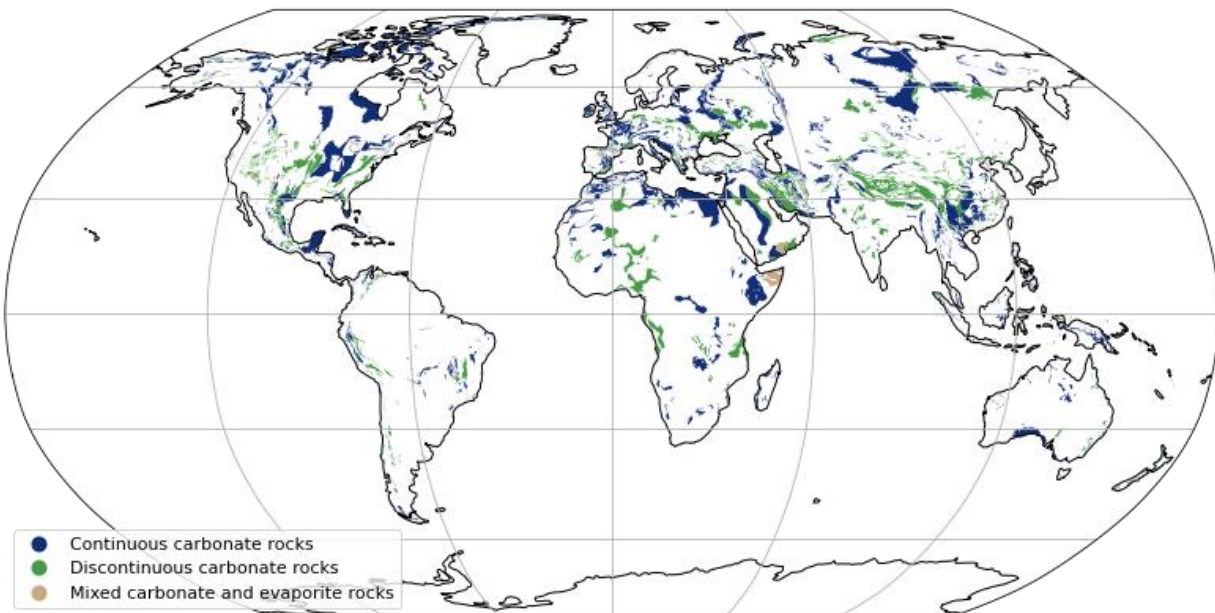 Continuous carbonate rocks
Discontinuous carbonate rocks
Mixed carbonate and evaporite rocks